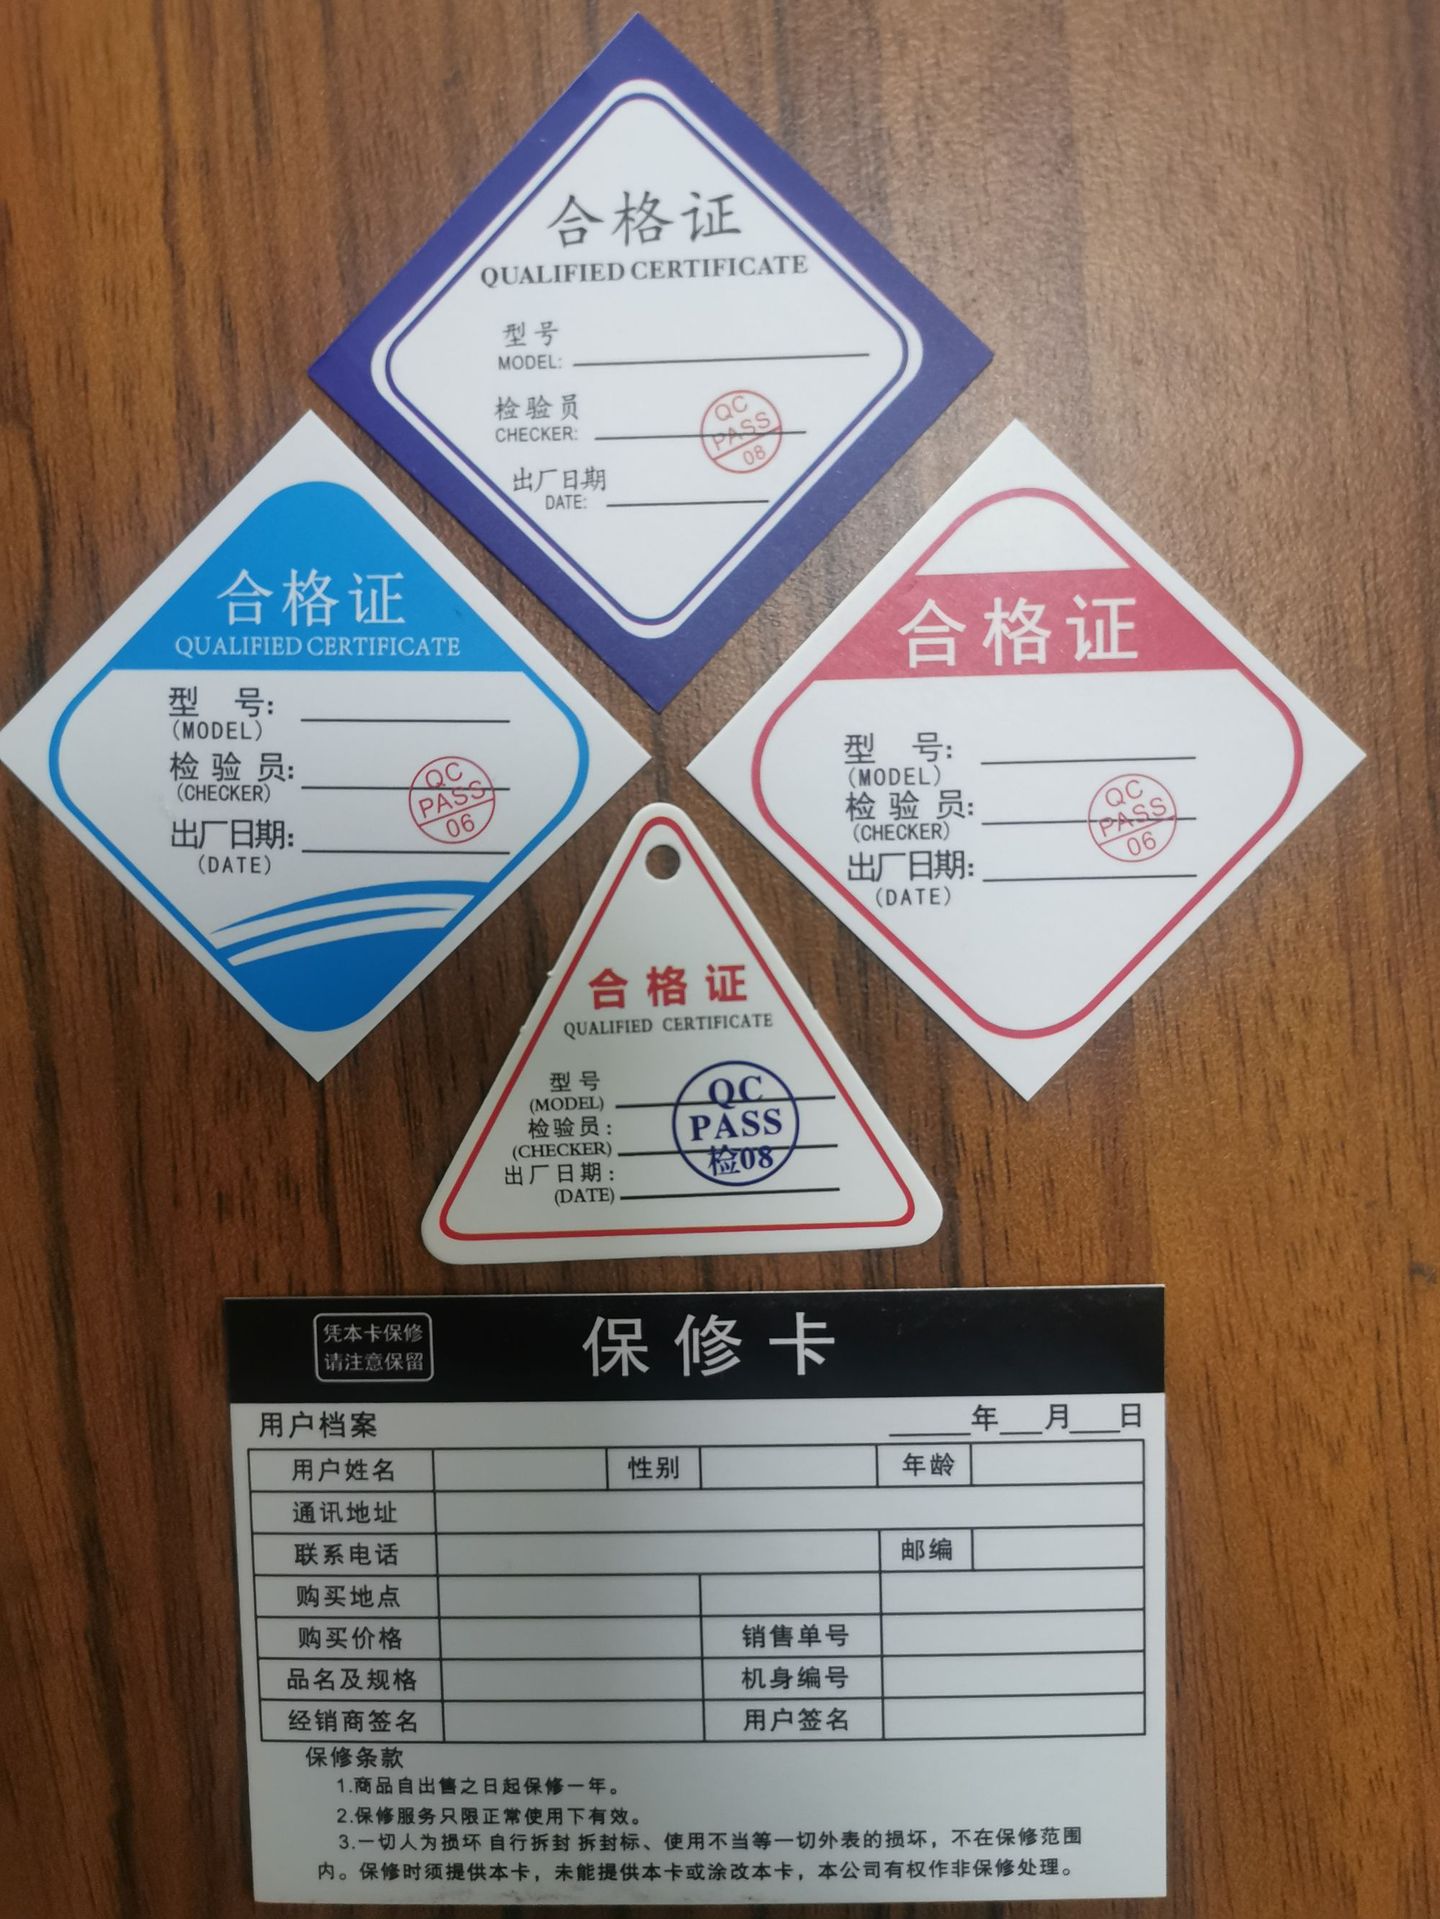 合格证
QUALIFIED CERTIFICATE
型号
MODEL:
检验员
CHECKER:
QC
PASS
08
出厂日期
DATE:
合格证
QUALIFIED CERTIFICATE
型 号:
(MODEL)
检 验 员:
(CHECKER)
QC
PASS
06
出厂日期:
(DATE)
合格证
型 号:
(MODEL)
检 验 员:
(CHECKER)
QC
PASS
06
出厂日期:
(DATE)
合格证
QUALIFIED CERTIFICATE
型号
(MODEL)
检验员:
(CHECKER)
出厂日期:
(DATE)
QC
PASS
检08
凭本卡保修
请注意保留
保修卡
用户档案 年 月 日
用户姓名 性别 年龄
通讯地址
联系电话 邮编
购买地点
购买价格 销售单号
品名及规格 机身编号
经销商签名 用户签名
保修条款
1.商品自出售之日起保修一年。
2.保修服务只限正常使用下有效。
3.一切人为损坏 自行拆封 拆封标、使用不当等一切外表的损坏，不在保修范围
内。保修时须提供本卡，未能提供本卡或涂改本卡，本公司有权作非保修处理。